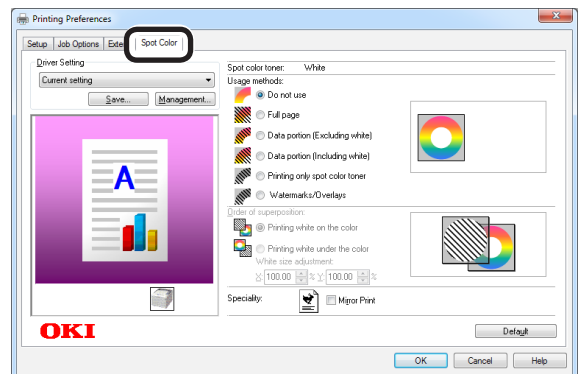 Printing Preferences
Setup Job Options Exte Spot Color
Driver Setting
Current setting
Save... Management...
A
OKI
Spot color toner: White
Usage methods:
Do not use
Full page
Data portion (Excluding white)
Data portion (Including white)
Printing only spot color toner
Watermarks/Overlays
Order of superposition:
Printing white on the color
Printing white under the color
White size adjustment:
X: 100.00 % Y: 100.00 %
Speciality: Mirror Print
Default
OK Cancel Help